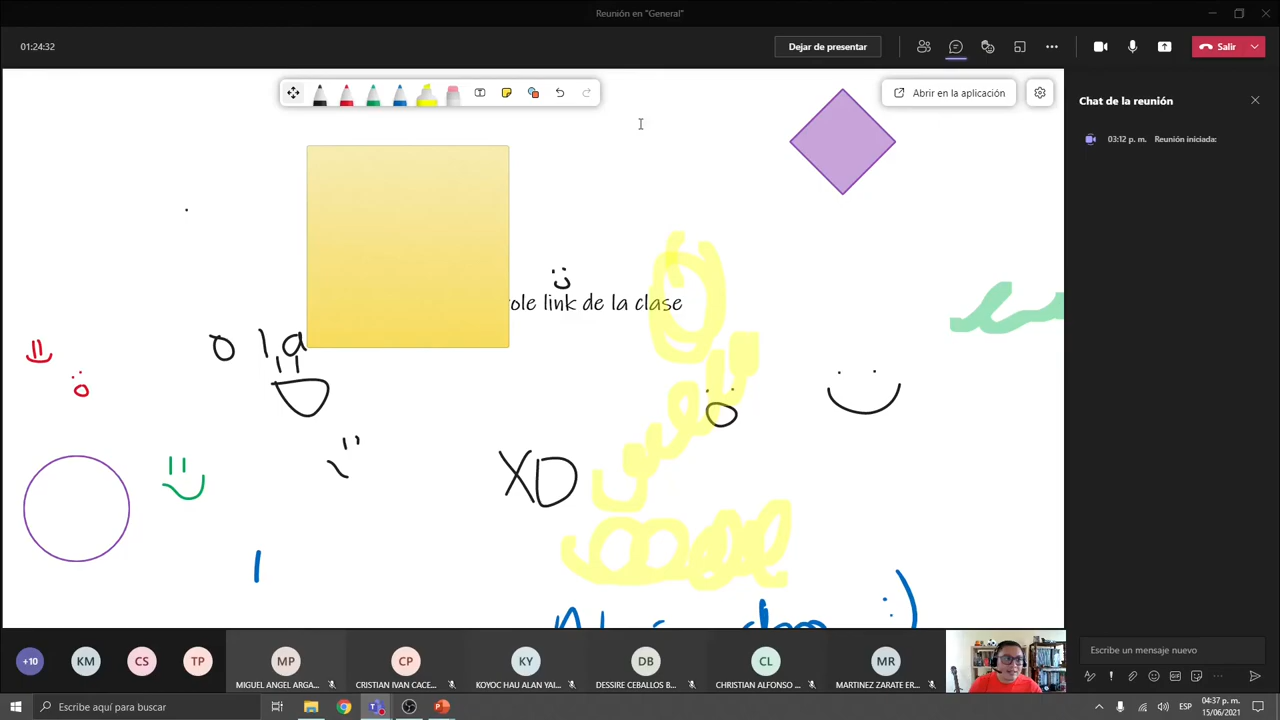 Reunión en "General"
01:24:32
Dejar de presentar
Salir
Abrir en la aplicación
Chat de la reunión
03:12 p. m. Reunión iniciada:
ole link de la clase
ola
XD
:)
+10
KM
CS
TP
MP
CP
KY
DB
CL
MR
MIGUEL ANGEL ARGA...
CRISTIAN IVAN CACE...
KOYOC HAU ALAN YAI...
DESSIRE CEBALLOS B...
CHRISTIAN ALFONSO ...
MARTINEZ ZARATE ER...
Escribe un mensaje nuevo
Escribe aquí para buscar
ESP
04:37 p. m.
15/06/2021